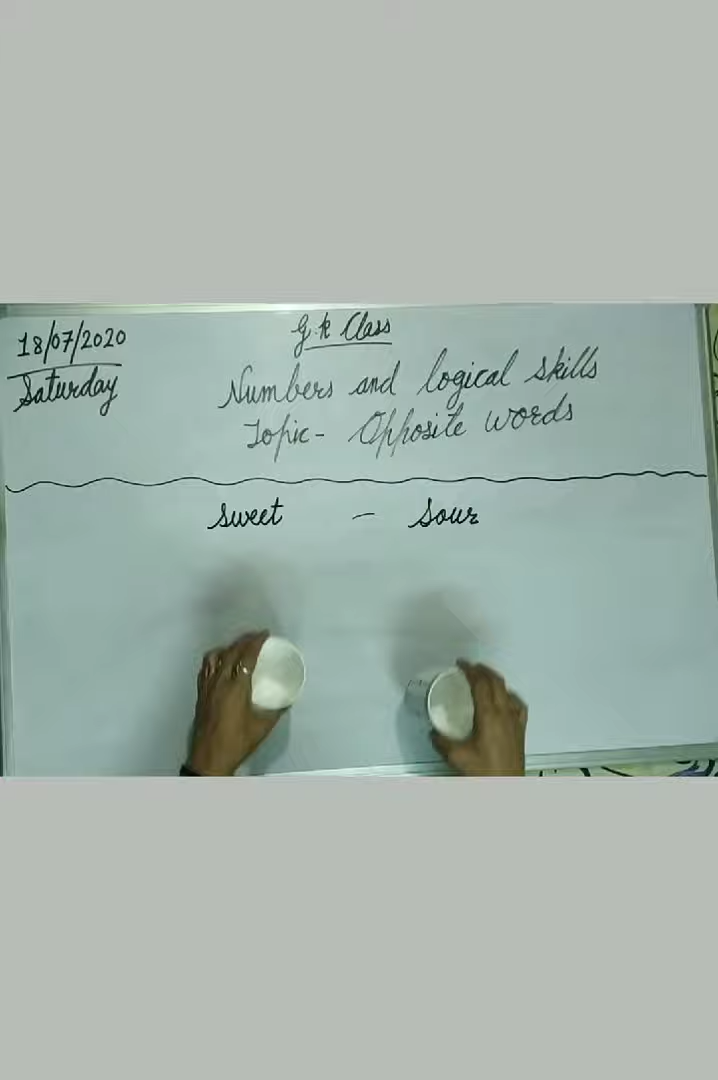 18/07/2020
Saturday
G.K Class
Numbers and logical skills
Topic - Opposite words
sweet - sour